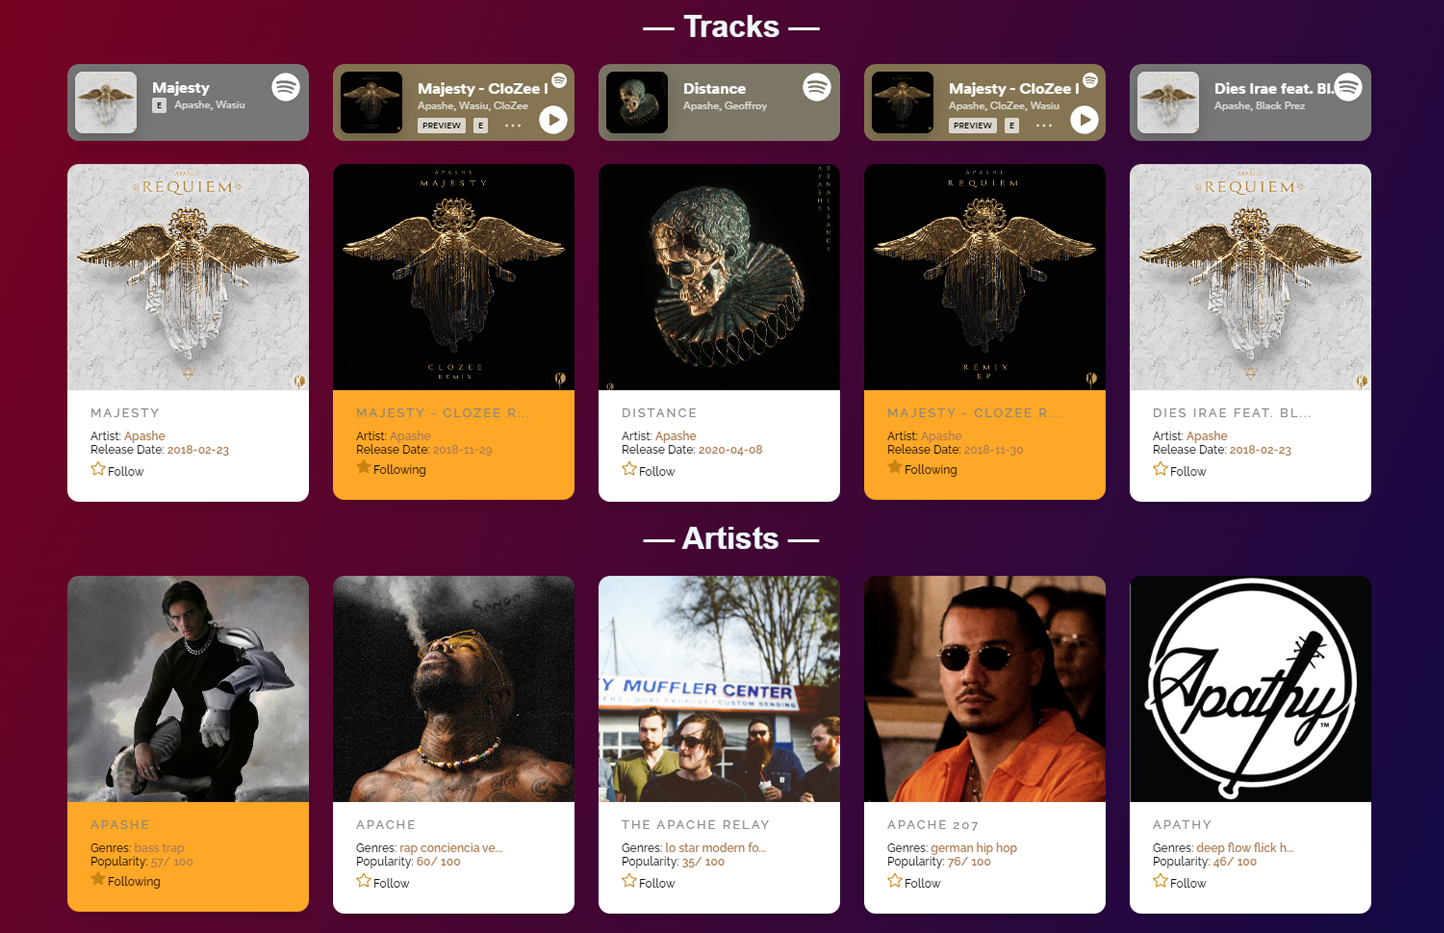 — Tracks —
Majesty
E Apashe, Wasiu
Majesty - CloZee
Apashe, Wasiu, CloZee
PREVIEW E ...
Distance
Apashe, Geoffroy
Majesty - CloZee
Apashe, CloZee, Wasiu
PREVIEW E ...
Dies Irae feat. Bl..
Apashe, Black Prez
APASHE
REQUIEM
APASHE
MAJESTY
CLOZEE
REMIX
APASHE
RENAISSANCE
APASHE
REQUIEM
REMIX
EP
APASHE
REQUIEM
MAJESTY
Artist: Apashe
Release Date: 2018-02-23
Follow
MAJESTY - CLOZEE R...
Artist: Apashe
Release Date: 2018-11-29
Following
DISTANCE
Artist: Apashe
Release Date: 2020-04-08
Follow
MAJESTY - CLOZEE R...
Artist: Apashe
Release Date: 2018-11-30
Following
DIES IRAE FEAT. BL...
Artist: Apashe
Release Date: 2018-02-23
Follow
— Artists —
Songo
Y MUFFLER CENTER
CUSTOM BENDING
Apathy
TM
APASHE
Genres: bass trap
Popularity: 57/ 100
Following
APACHE
Genres: rap conciencia ve...
Popularity: 60/ 100
Follow
THE APACHE RELAY
Genres: lo star modern fo...
Popularity: 35/ 100
Follow
APACHE 207
Genres: german hip hop
Popularity: 76/ 100
Follow
APATHY
Genres: deep flow flick h...
Popularity: 46/ 100
Follow